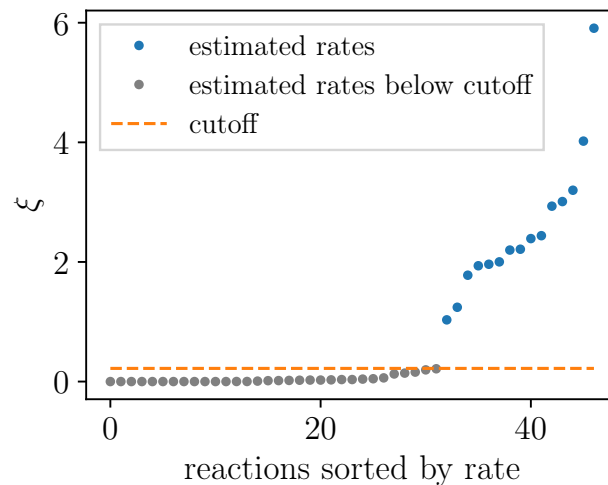 6
estimated rates
estimated rates below cutoff
cutoff
4
ξ
2
0
0 20 40
reactions sorted by rate